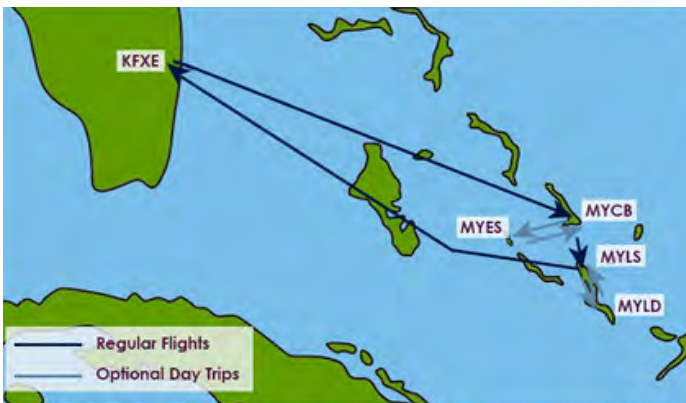 KFXE
MYCB
MYES
MYLS
MYLD
Regular Flights
Optional Day Trips